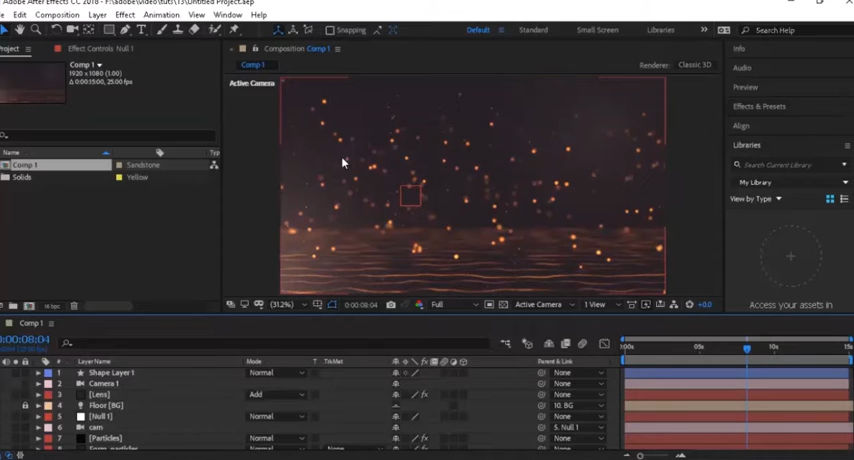 Adobe After Effects CC 2018 - F:\adobe\tuts\13\Untitled Project.aep
Composition Layer Effect Animation View Window Help
Snapping Default Standard Small Screen Libraries Search Help
Project Effect Controls Null 1 Composition Comp 1 Info
Comp 1 Comp 1 Renderer: Classic 3D
1920 x 1080 (1.00)
Δ 0:00:15:00, 25.00 fps
Active Camera
Audio
Preview
Effects & Presets
Align
Libraries
Name Typ
Comp 1 Sandstone
Solids Yellow
Search Current Library
My Library
View by Type
Access your assets in
(31.2%) 0:00:08:04 Full Active Camera 1 View +0.0
Comp 1
0:00:08:04
:00s 05s 10s 15s
# Layer Name Mode T TrkMat Parent & Link
1 Shape Layer 1 Normal None
2 Camera 1 None
3 [Lens] Add None
4 Floor [BG] 10. BG
5 [Null 1] Normal None
6 cam 5. Null 1
7 [Particles] Normal None